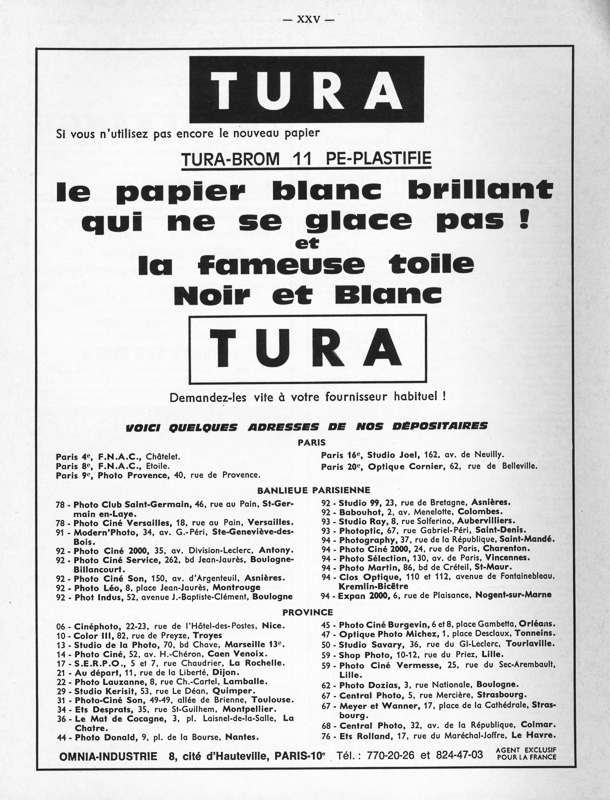 — XXV —
TURA
Si vous n'utilisez pas encore le nouveau papier
TURA-BROM 11 PE-PLASTIFIE
le papier blanc brillant
qui ne se glace pas !
et
la fameuse toile
Noir et Blanc
TURA
Demandez-les vite à votre fournisseur habituel !
VOICI QUELQUES ADRESSES DE NOS DÉPOSITAIRES
PARIS
Paris 4e, F.N.A.C., Châtelet.
Paris 8e, F.N.A.C., Etoile.
Paris 9e, Photo Provence, 40, rue de Provence.
Paris 16e, Studio Joel, 162, av. de Neuilly.
Paris 20e, Optique Cornier, 62, rue de Belleville.
BANLIEUE PARISIENNE
78 - Photo Club Saint-Germain, 46, rue au Pain, St-Ger-
main en-Laye.
78 - Photo Ciné Versailles, 18, rue au Pain, Versailles.
91 - Modern'Photo, 34, av. G.-Péri, Ste-Geneviève-des-
Bois.
92 - Photo Ciné 2000, 35, av. Division-Leclerc, Antony.
92 - Photo Ciné Service, 262, bd Jean-Jaurès, Boulogne-
Billancourt.
92 - Photo Ciné Son, 150, av. d'Argenteuil, Asnières.
92 - Photo Léo, 8, place Jean-Jaurès, Montrouge
92 - Phot Indus, 52, avenue J.-Baptiste-Clément, Boulogne
92 - Studio 99, 23, rue de Bretagne, Asnières.
92 - Babouhot, 2, av. Menelotte, Colombes.
93 - Studio Ray, 8, rue Solferino, Aubervilliers.
93 - Photoptic, 67, rue Gabriel-Péri, Saint-Denis.
94 - Photography, 37, rue de la République, Saint-Mandé.
94 - Photo Ciné 2000, 24, rue de Paris, Charenton.
94 - Photo Sélection, 130, av. de Paris, Vincennes.
94 - Photo Martin, 86, bd de Créteil, St-Maur.
94 - Clos Optique, 110 et 112, avenue de Fontainebleau.
Kremlin-Bicêtre
94 - Expan 2000, 6, rue de Plaisance, Nogent-sur-Marne
PROVINCE
06 - Cinéphoto, 22-23, rue de l'Hôtel-des-Postes, Nice.
10 - Color III, 82, rue de Preyze, Troyes
13 - Studio de la Photo, 70, bd Chave, Marseille 13e.
14 - Photo Ciné, 52, av. H.-Chéron, Caen Venoix.
17 - S.E.R.P.O., 5 et 7, rue Chaudrier, La Rochelle.
21 - Au départ, 11, rue de la Liberté, Dijon.
22 - Photo Lauzanne, 8, rue Ch.-Cartel, Lamballe.
29 - Studio Kerisit, 53, rue Le Déan, Quimper.
31 - Photo-Ciné Son, 49-49, allée de Brienne, Toulouse.
34 - Ets Desprats, 35, rue St-Guilhem, Montpellier.
36 - Le Mat de Cocagne, 3, pl. Laisnel-de-la-Salle, La
Chatre.
44 - Photo Donald, 9, pl. de la Bourse, Nantes.
45 - Photo Ciné Burgevin, 6 et 8, place Gambetta, Orléans.
47 - Optique Photo Michez, 1, place Desclaux, Tonneins.
50 - Studio Savary, 36, rue du Gl-Leclerc, Tourlaville.
59 - Shop Photo, 10-12, rue du Priez, Lille.
59 - Photo Ciné Vermesse, 25, rue du Sec-Arembault,
Lille.
62 - Photo Dozias, 3, rue Nationale, Boulogne.
67 - Central Photo, 5, rue Mercière, Strasbourg.
67 - Meyer et Wanner, 17, place de la Cathédrale, Stras-
bourg.
68 - Central Photo, 32, av. de la République, Colmar.
76 - Ets Rolland, 17, rue du Maréchal-Joffre, Le Havre.
OMNIA-INDUSTRIE 8, cité d'Hauteville, PARIS-10e Tél. : 770-20-26 et 824-47-03 AGENT EXCLUSIF
POUR LA FRANCE